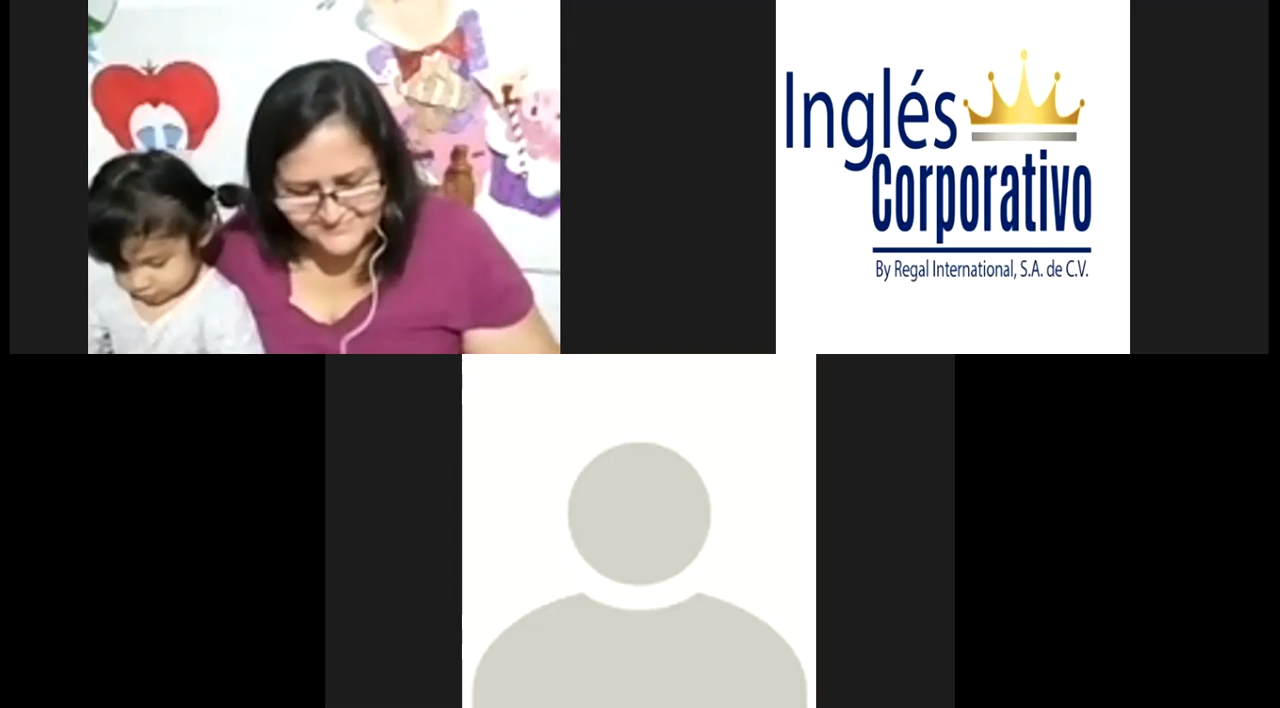 Inglés
Corporativo
By Regal International, S.A. de C.V.